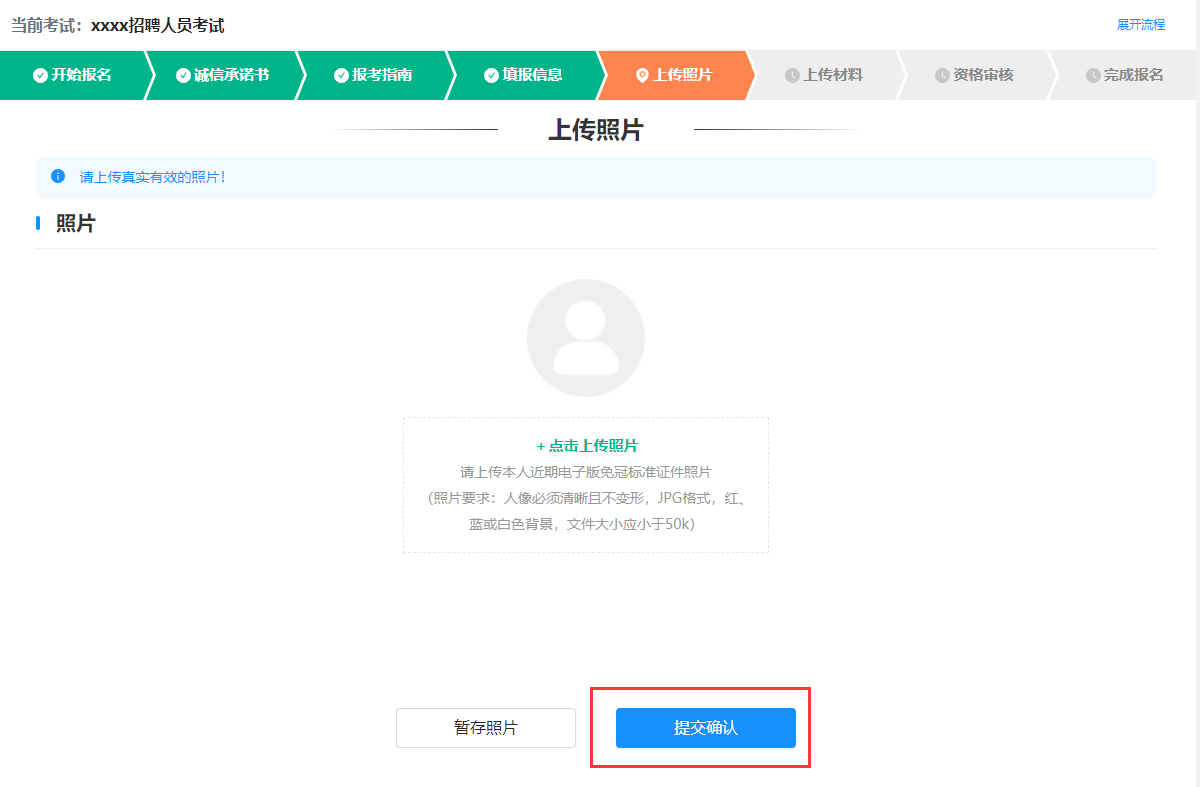 当前考试：xxxx招聘人员考试
展开流程
开始报名
诚信承诺书
报考指南
填报信息
上传照片
上传材料
资格审核
完成报名
上传照片
请上传真实有效的照片！
照片
+ 点击上传照片
请上传本人近期电子版免冠标准证件照片
（照片要求：人像必须清晰且不变形，JPG格式，红、
蓝或白色背景，文件大小应小于50k）
暂存照片
提交确认